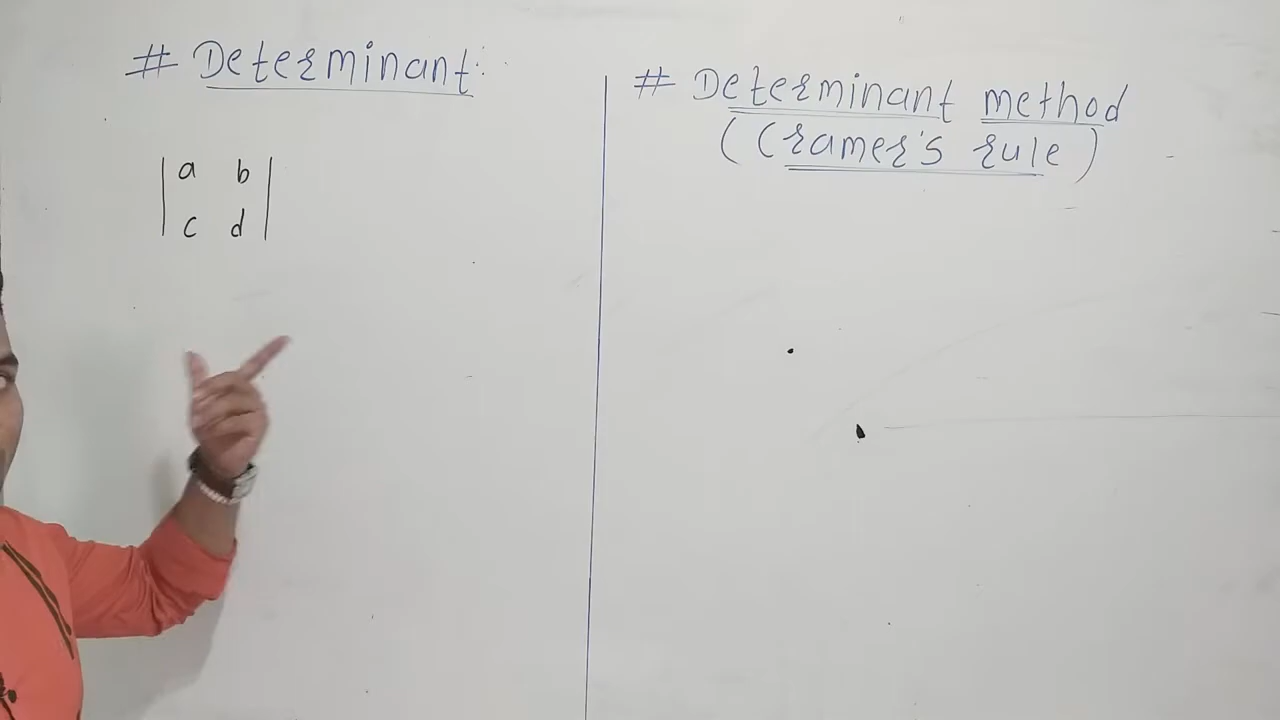 # Determinant:
|a b|
|c d|
# Determinant method
(Cramer's rule)